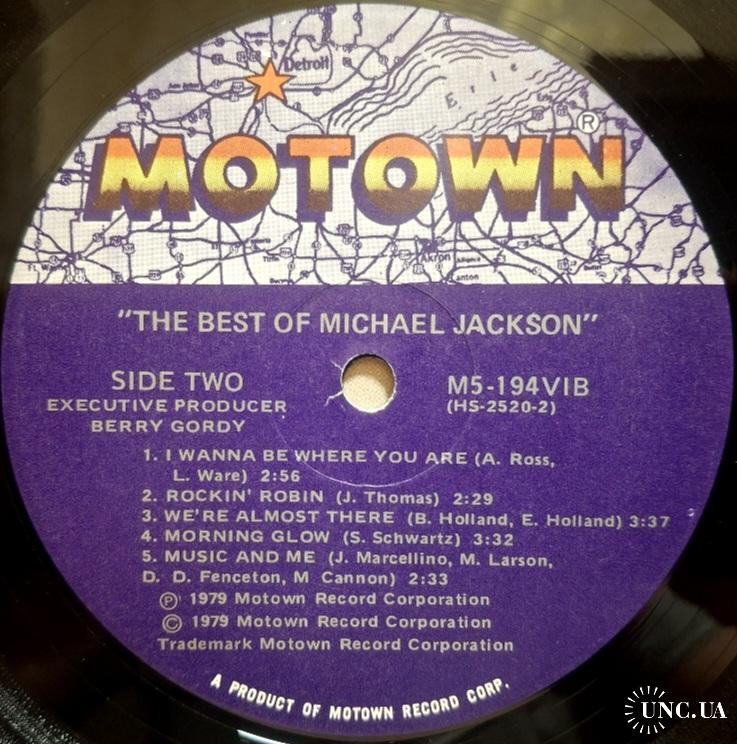 Detroit
Erie
MOTOWN®
Akron
"THE BEST OF MICHAEL JACKSON"
SIDE TWO
EXECUTIVE PRODUCER
BERRY GORDY
M5-194VIB
(HS-2520-2)
1. I WANNA BE WHERE YOU ARE (A. Ross,
L. Ware) 2:56
2. ROCKIN' ROBIN (J. Thomas) 2:29
3. WE'RE ALMOST THERE (B. Holland, E. Holland) 3:37
4. MORNING GLOW (S. Schwartz) 3:32
5. MUSIC AND ME (J. Marcellino, M. Larson,
D. D. Fenceton, M Cannon) 2:33
Ⓟ 1979 Motown Record Corporation
© 1979 Motown Record Corporation
Trademark Motown Record Corporation
A PRODUCT OF MOTOWN RECORD CORP.
UNC.UA